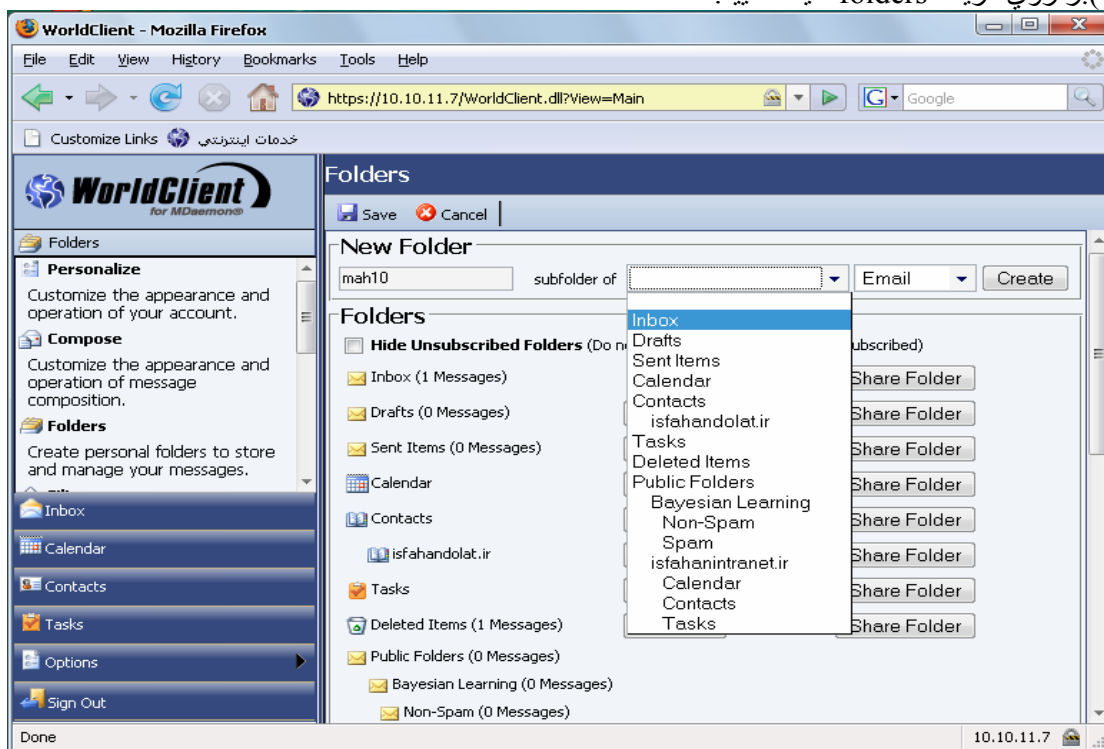 folders
WorldClient - Mozilla Firefox
File Edit View History Bookmarks Tools Help
https://10.10.11.7/WorldClient.dll?View=Main
G Google
Customize Links خدمات اینترنتی
WorldClient
for MDaemon®
Folders
Personalize
Customize the appearance and
operation of your account.
Compose
Customize the appearance and
operation of message
composition.
Folders
Create personal folders to store
and manage your messages.
Inbox
Calendar
Contacts
Tasks
Options
Sign Out
Folders
Save Cancel
New Folder
mah10 subfolder of Email Create
Inbox
Drafts
Sent Items
Calendar
Contacts
isfahandolat.ir
Tasks
Deleted Items
Public Folders
Bayesian Learning
Non-Spam
Spam
isfahanintranet.ir
Calendar
Contacts
Tasks
Folders
Hide Unsubscribed Folders (Do
Inbox (1 Messages) Share Folder
Drafts (0 Messages) Share Folder
Sent Items (0 Messages) Share Folder
Calendar Share Folder
Contacts Share Folder
isfahandolat.ir Share Folder
Tasks Share Folder
Deleted Items (1 Messages) Share Folder
Public Folders (0 Messages)
Bayesian Learning (0 Messages)
Non-Spam (0 Messages)
Done 10.10.11.7